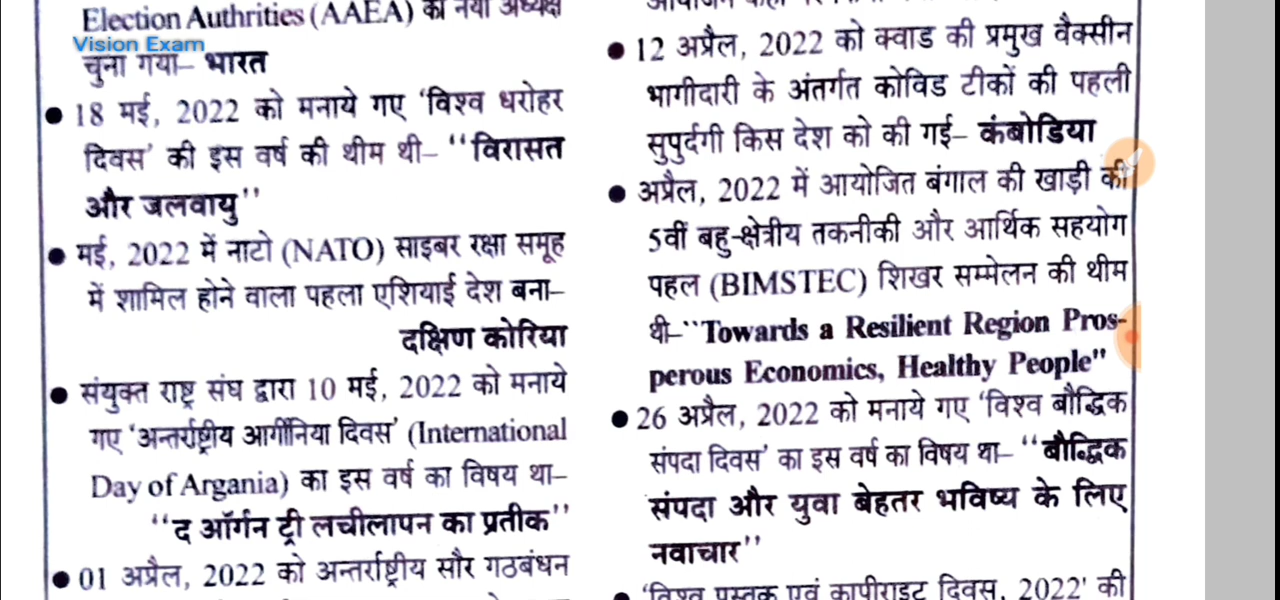 Election Authrities (AAEA) का नया अध्यक्ष
Vision Exam
चुना गया– भारत
● 18 मई, 2022 को मनाये गए ‘विश्व धरोहर
दिवस’ की इस वर्ष की थीम थी– ‘‘विरासत
और जलवायु’’
● मई, 2022 में नाटो (NATO) साइबर रक्षा समूह
में शामिल होने वाला पहला एशियाई देश बना–
दक्षिण कोरिया
● संयुक्त राष्ट्र संघ द्वारा 10 मई, 2022 को मनाये
गए ‘अन्तर्राष्ट्रीय आर्गीनिया दिवस’ (International
Day of Argania) का इस वर्ष का विषय था–
‘‘द ऑर्गन ट्री लचीलापन का प्रतीक’’
● 01 अप्रैल, 2022 को अन्तर्राष्ट्रीय सौर गठबंधन
● 12 अप्रैल, 2022 को क्वाड की प्रमुख वैक्सीन
भागीदारी के अंतर्गत कोविड टीकों की पहली
सुपुर्दगी किस देश को की गई– कंबोडिया
● अप्रैल, 2022 में आयोजित बंगाल की खाड़ी की
5वीं बहु-क्षेत्रीय तकनीकी और आर्थिक सहयोग
पहल (BIMSTEC) शिखर सम्मेलन की थीम
थी–"Towards a Resilient Region Pros-
perous Economics, Healthy People"
● 26 अप्रैल, 2022 को मनाये गए ‘विश्व बौद्धिक
संपदा दिवस’ का इस वर्ष का विषय था– ‘‘बौद्धिक
संपदा और युवा बेहतर भविष्य के लिए
नवाचार’’
● ‘विश्व पुस्तक एवं कापीराइट दिवस, 2022’ की